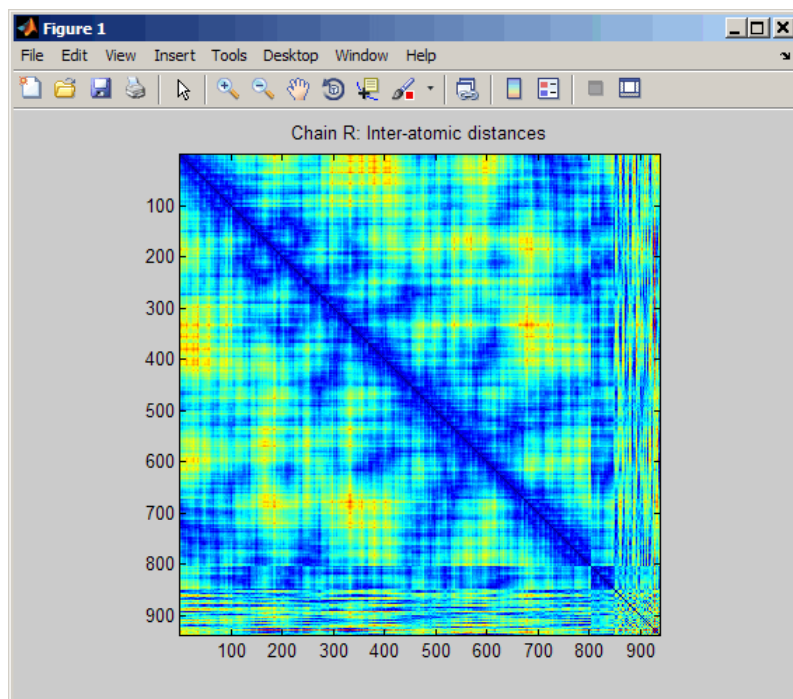 Figure 1
File Edit View Insert Tools Desktop Window Help
Chain R: Inter-atomic distances
100
200
300
400
500
600
700
800
900
100 200 300 400 500 600 700 800 900